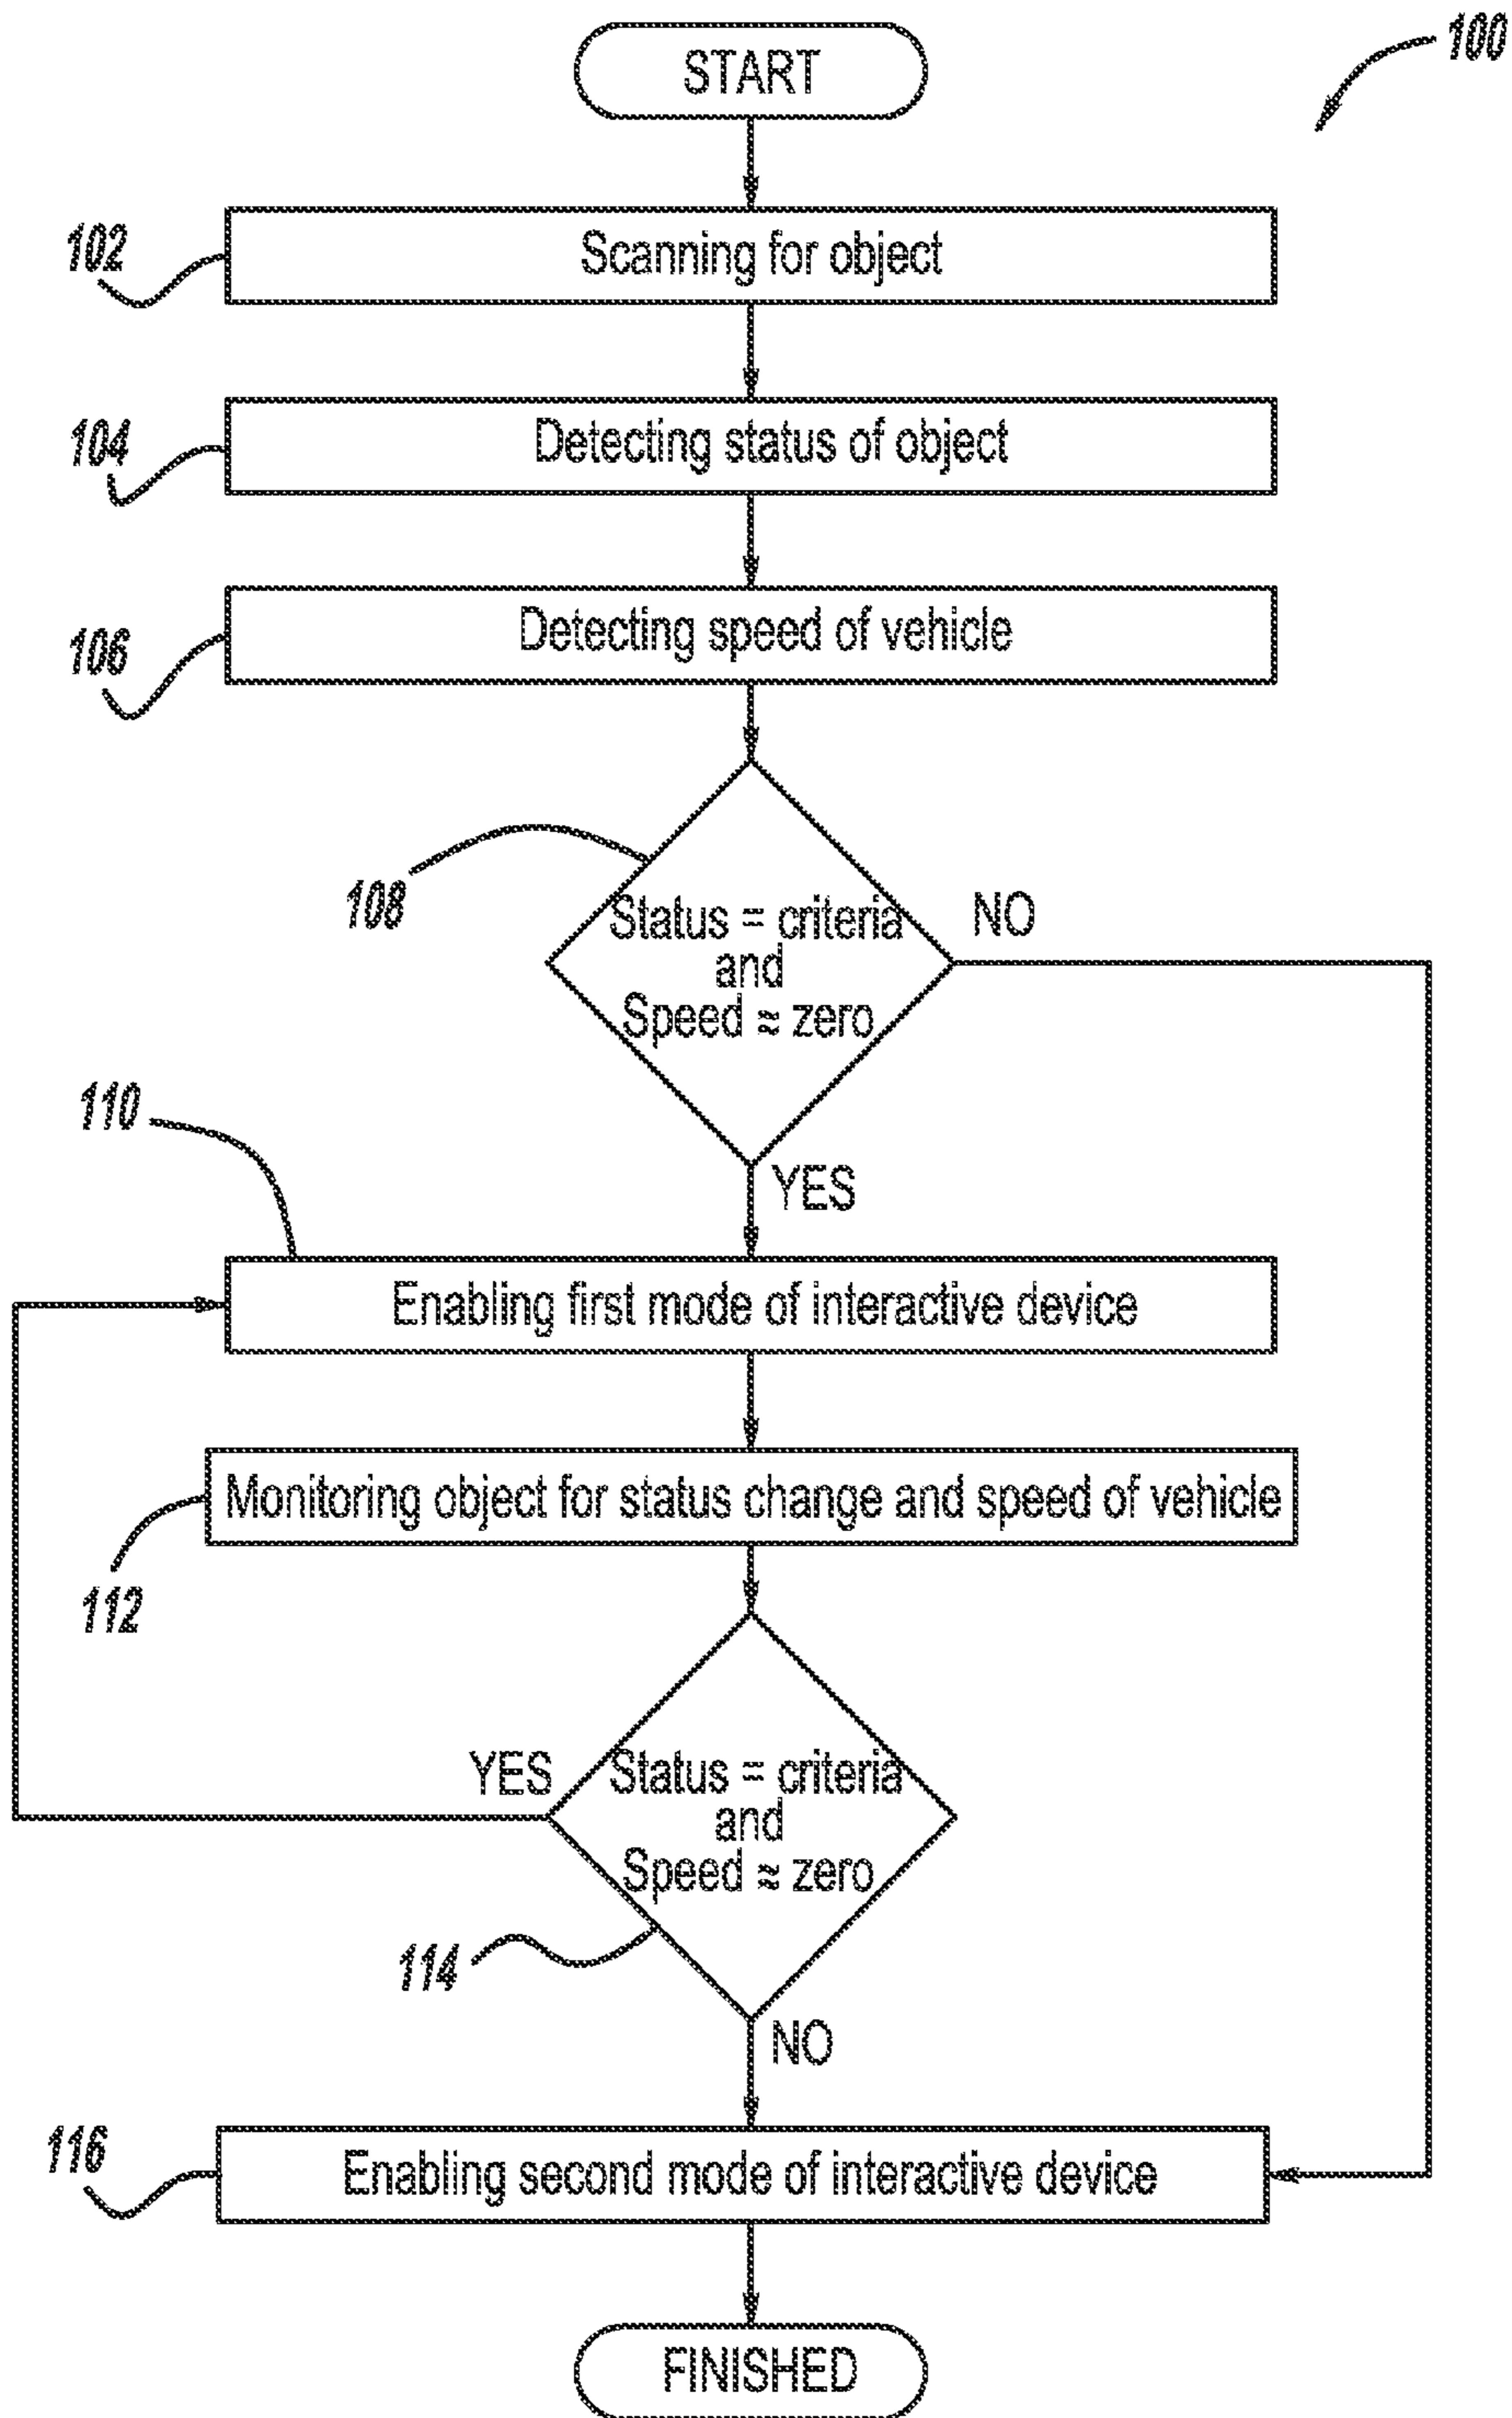 START
100
102
Scanning for object
104
Detecting status of object
106
Detecting speed of vehicle
108
Status = criteria
and
Speed ≈ zero
NO
YES
110
Enabling first mode of interactive device
Monitoring object for status change and speed of vehicle
112
YES
Status = criteria
and
Speed ≈ zero
114
NO
116
Enabling second mode of interactive device
FINISHED